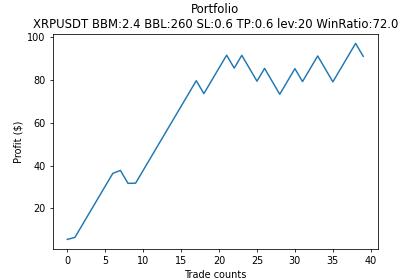 Portfolio
XRPUSDT BBM:2.4 BBL:260 SL:0.6 TP:0.6 lev:20 WinRatio:72.0
100
80
60
40
20
Profit ($)
0 5 10 15 20 25 30 35 40
Trade counts